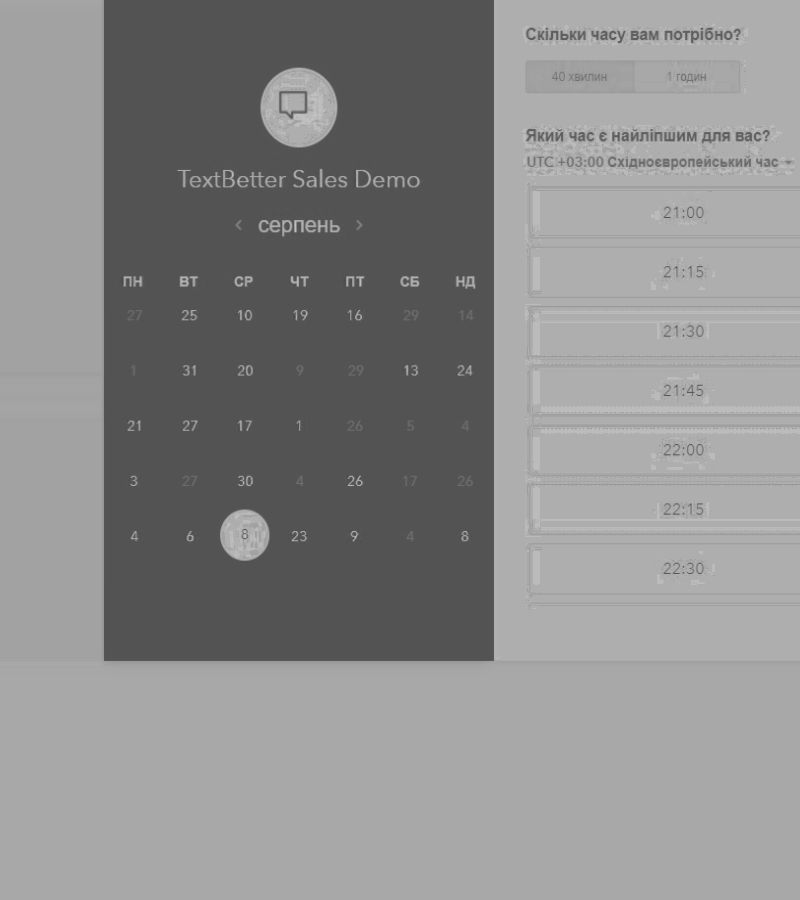 TextBetter Sales Demo
серпень
ПН ВТ СР ЧТ ПТ СБ НД
27 25 10 19 16 29 14
1 31 20 9 29 13 24
21 27 17 1 26 5 4
3 27 30 4 26 17 26
4 6 8 23 9 4 8
Скільки часу вам потрібно?
40 хвилин 1 годин
Який час є найліпшим для вас?
UTC +03:00 Східноєвропейський час
21:00
21:15
21:30
21:45
22:00
22:15
22:30